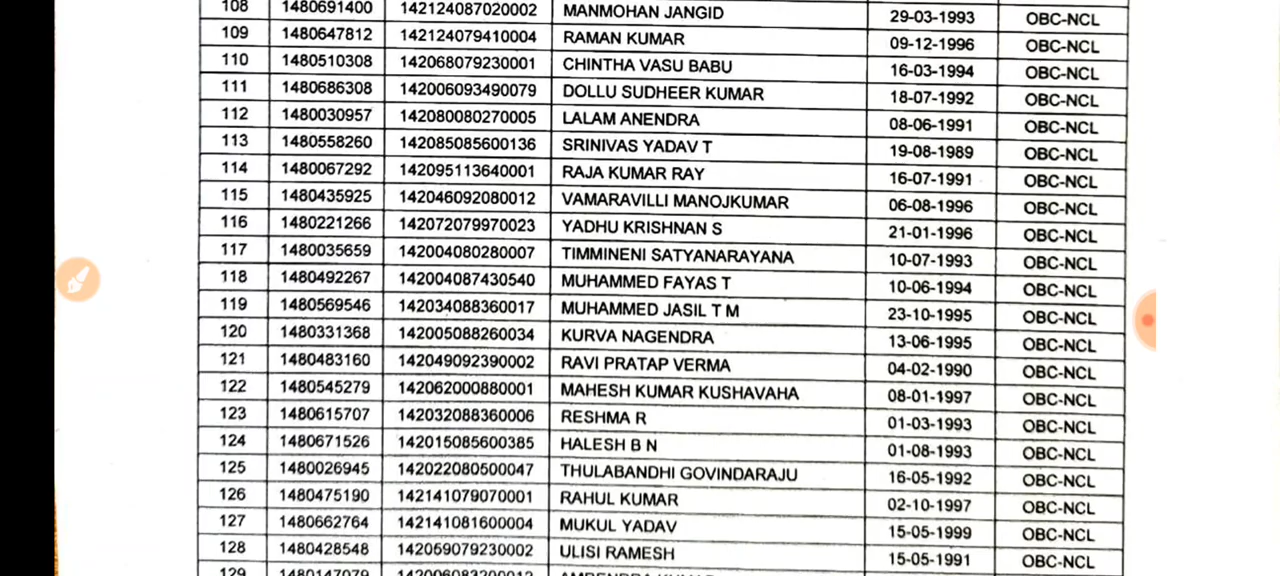 108 1480691400 142124087020002 MANMOHAN JANGID 29-03-1993 OBC-NCL
109 1480647812 142124079410004 RAMAN KUMAR 09-12-1996 OBC-NCL
110 1480510308 142068079230001 CHINTHA VASU BABU 16-03-1994 OBC-NCL
111 1480686308 142006093490079 DOLLU SUDHEER KUMAR 18-07-1992 OBC-NCL
112 1480030957 142080080270005 LALAM ANENDRA 08-06-1991 OBC-NCL
113 1480558260 142085085600136 SRINIVAS YADAV T 19-08-1989 OBC-NCL
114 1480067292 142095113640001 RAJA KUMAR RAY 16-07-1991 OBC-NCL
115 1480435925 142046092080012 VAMARAVILLI MANOJKUMAR 06-08-1996 OBC-NCL
116 1480221266 142072079970023 YADHU KRISHNAN S 21-01-1996 OBC-NCL
117 1480035659 142004080280007 TIMMINENI SATYANARAYANA 10-07-1993 OBC-NCL
118 1480492267 142004087430540 MUHAMMED FAYAS T 10-06-1994 OBC-NCL
119 1480569546 142034088360017 MUHAMMED JASIL T M 23-10-1995 OBC-NCL
120 1480331368 142005088260034 KURVA NAGENDRA 13-06-1995 OBC-NCL
121 1480483160 142049092390002 RAVI PRATAP VERMA 04-02-1990 OBC-NCL
122 1480545279 142062000880001 MAHESH KUMAR KUSHAVAHA 08-01-1997 OBC-NCL
123 1480615707 142032088360006 RESHMA R 01-03-1993 OBC-NCL
124 1480671526 142015085600385 HALESH B N 01-08-1993 OBC-NCL
125 1480026945 142022080500047 THULABANDHI GOVINDARAJU 16-05-1992 OBC-NCL
126 1480475190 142141079070001 RAHUL KUMAR 02-10-1997 OBC-NCL
127 1480662764 142141081600004 MUKUL YADAV 15-05-1999 OBC-NCL
128 1480428548 142059079230002 ULISI RAMESH 15-05-1991 OBC-NCL
129